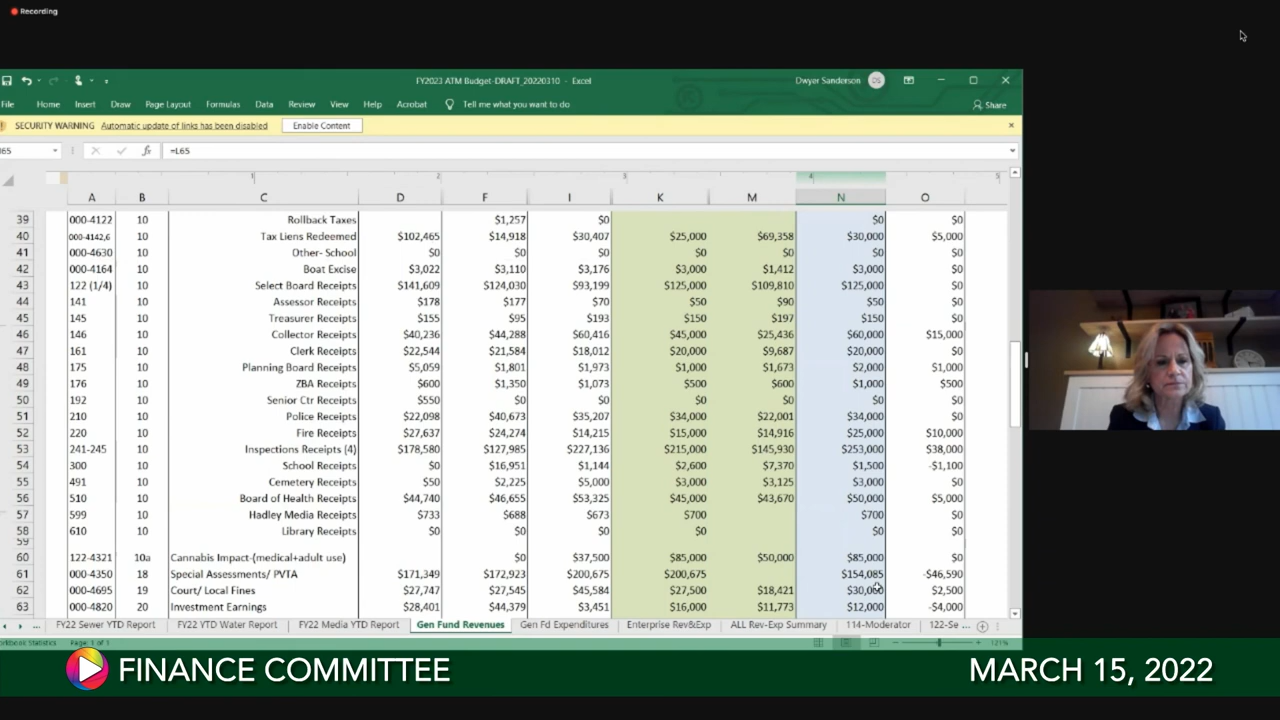 Recording
FY2023 ATM Budget-DRAFT_20220310 - Excel
Dwyer Sanderson DS
File Home Insert Draw Page Layout Formulas Data Review View Help Acrobat Tell me what you want to do Share
SECURITY WARNING Automatic update of links has been disabled Enable Content
=L65
A B C D F I K M N O
39 000-4122 10 Rollback Taxes $1,257 $0 $0 $0
40 000-4142,6 10 Tax Liens Redeemed $102,465 $14,918 $30,407 $25,000 $69,358 $30,000 $5,000
41 000-4630 10 Other- School $0 $0 $0 $0 $0 $0 $0
42 000-4164 10 Boat Excise $3,022 $3,110 $3,176 $3,000 $1,412 $3,000 $0
43 122 (1/4) 10 Select Board Receipts $141,609 $124,030 $93,199 $125,000 $109,810 $125,000 $0
44 141 10 Assessor Receipts $178 $177 $70 $50 $90 $50 $0
45 145 10 Treasurer Receipts $155 $95 $193 $150 $197 $150 $0
46 146 10 Collector Receipts $40,236 $44,288 $60,416 $45,000 $25,436 $60,000 $15,000
47 161 10 Clerk Receipts $22,544 $21,584 $18,012 $20,000 $9,687 $20,000 $0
48 175 10 Planning Board Receipts $5,059 $1,801 $1,973 $1,000 $1,673 $2,000 $1,000
49 176 10 ZBA Receipts $600 $1,350 $1,073 $500 $600 $1,000 $500
50 192 10 Senior Ctr Receipts $550 $0 $0 $0 $0 $0 $0
51 210 10 Police Receipts $22,098 $40,673 $35,207 $34,000 $22,001 $34,000 $0
52 220 10 Fire Receipts $27,637 $24,274 $14,215 $15,000 $14,916 $25,000 $10,000
53 241-245 10 Inspections Receipts (4) $178,580 $127,985 $227,136 $215,000 $145,930 $253,000 $38,000
54 300 10 School Receipts $0 $16,951 $1,144 $2,600 $7,370 $1,500 -$1,100
55 491 10 Cemetery Receipts $50 $2,225 $5,000 $3,000 $3,125 $3,000 $0
56 510 10 Board of Health Receipts $44,740 $46,655 $53,325 $45,000 $43,670 $50,000 $5,000
57 599 10 Hadley Media Receipts $733 $688 $673 $700 $700 $0
58 610 10 Library Receipts $0 $0 $0 $0 $0 $0
59
60 122-4321 10a Cannabis Impact-(medical+adult use) $0 $37,500 $85,000 $50,000 $85,000 $0
61 000-4350 18 Special Assessments/ PVTA $171,349 $172,923 $200,675 $200,675 $154,085 -$46,590
62 000-4695 19 Court/ Local Fines $27,747 $27,545 $45,584 $27,500 $18,421 $30,000 $2,500
63 000-4820 20 Investment Earnings $28,401 $44,379 $3,451 $16,000 $11,773 $12,000 -$4,000
... FY22 Sewer YTD Report FY22 YTD Water Report FY22 Media YTD Report Gen Fund Revenues Gen Fd Expenditures Enterprise Rev&Exp ALL Rev-Exp Summary 114-Moderator 122-Se ...
121%
FINANCE COMMITTEE MARCH 15, 2022